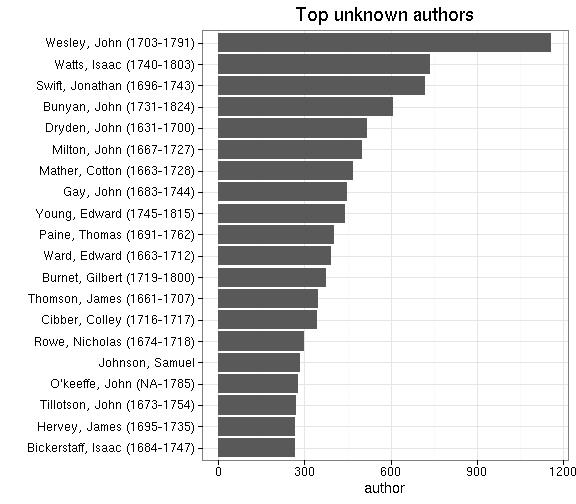 Top unknown authors
Wesley, John (1703-1791)
Watts, Isaac (1740-1803)
Swift, Jonathan (1696-1743)
Bunyan, John (1731-1824)
Dryden, John (1631-1700)
Milton, John (1667-1727)
Mather, Cotton (1663-1728)
Gay, John (1683-1744)
Young, Edward (1745-1815)
Paine, Thomas (1691-1762)
Ward, Edward (1663-1712)
Burnet, Gilbert (1719-1800)
Thomson, James (1661-1707)
Cibber, Colley (1716-1717)
Rowe, Nicholas (1674-1718)
Johnson, Samuel
O'keeffe, John (NA-1785)
Tillotson, John (1673-1754)
Hervey, James (1695-1735)
Bickerstaff, Isaac (1684-1747)
0 300 600 900 1200
author